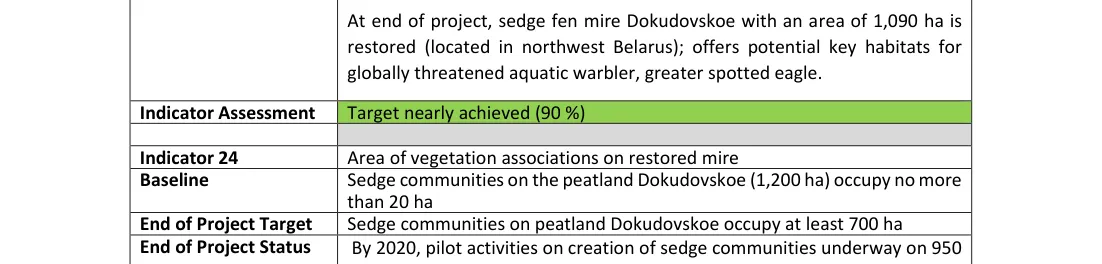 At end of project, sedge fen mire Dokudovskoe with an area of 1,090 ha is
restored (located in northwest Belarus); offers potential key habitats for
globally threatened aquatic warbler, greater spotted eagle.
Indicator Assessment Target nearly achieved (90 %)
Indicator 24 Area of vegetation associations on restored mire
Baseline Sedge communities on the peatland Dokudovskoe (1,200 ha) occupy no more
than 20 ha
End of Project Target Sedge communities on peatland Dokudovskoe occupy at least 700 ha
End of Project Status By 2020, pilot activities on creation of sedge communities underway on 950